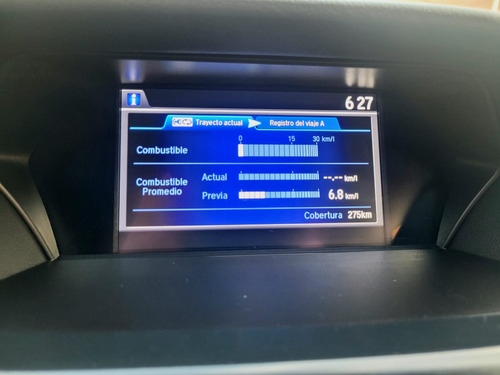 i 6 27
Trayecto actual Registro del viaje A
0 15 30 km/l
Combustible
Combustible Promedio
Actual --.-- km/l
Previa 6.8 km/l
Cobertura 275km